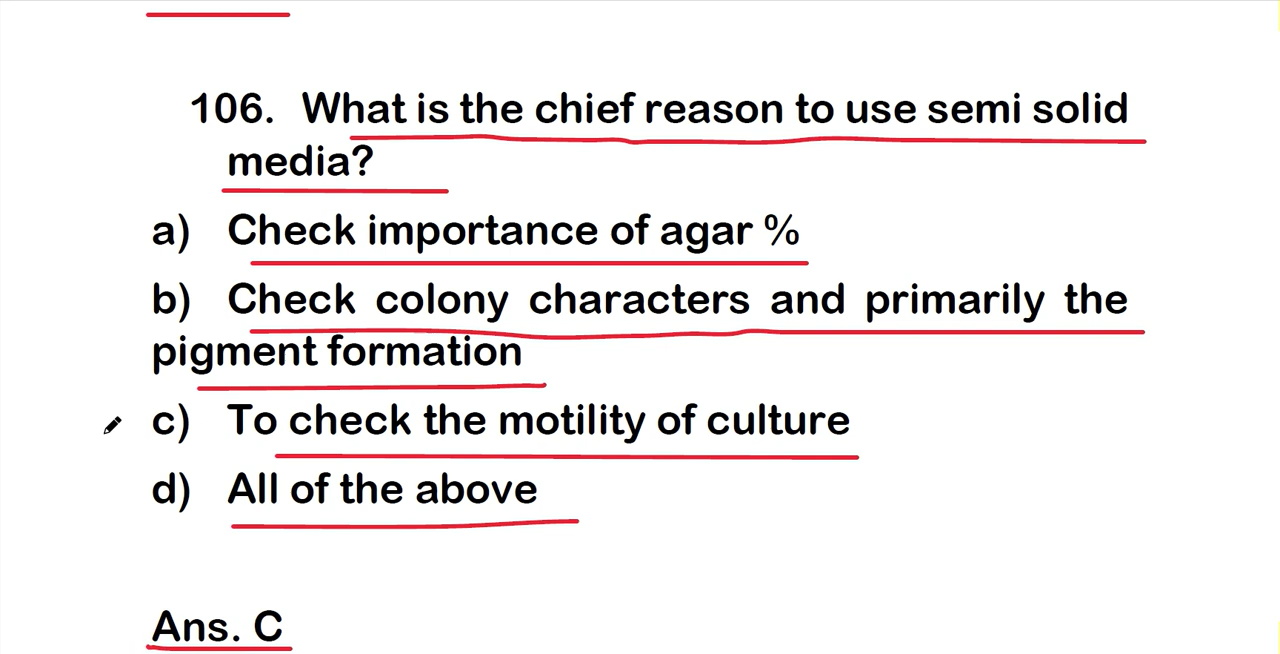 106. What is the chief reason to use semi solid
media?
a) Check importance of agar %
b) Check colony characters and primarily the
pigment formation
c) To check the motility of culture
d) All of the above
Ans. C